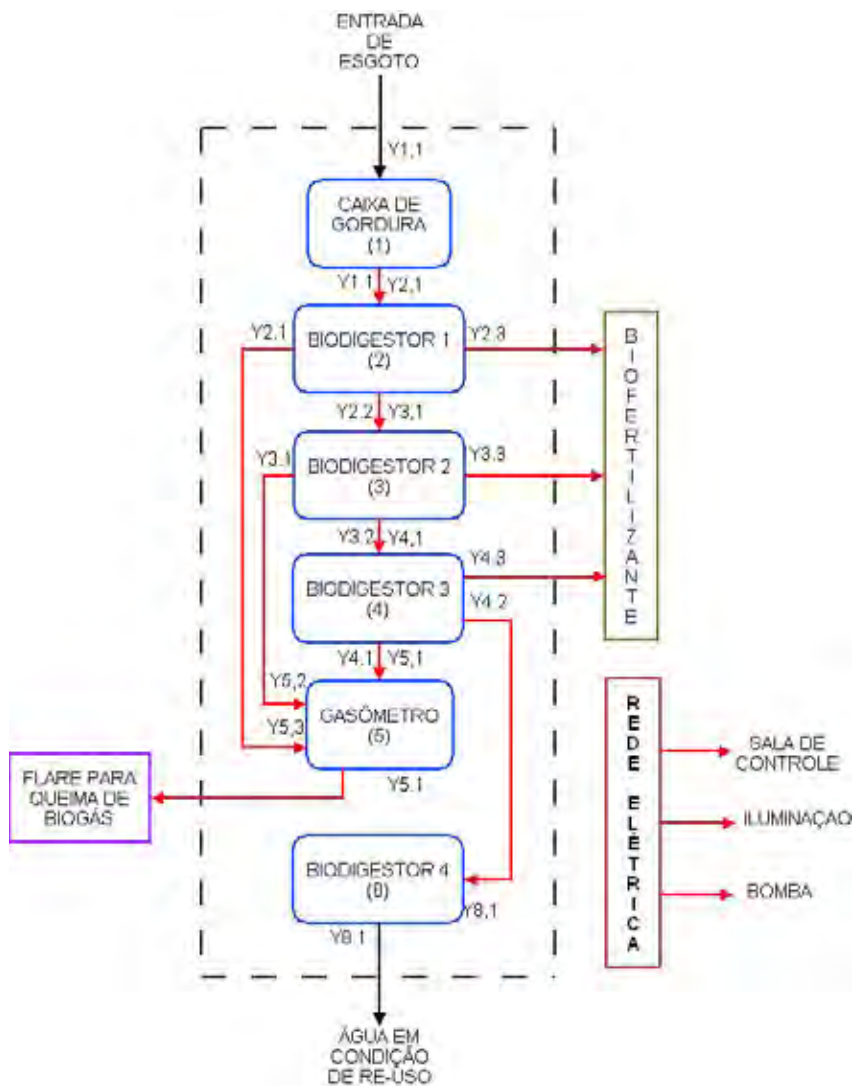 ENTRADA
DE
ESGOTO
Y1,1
CAIXA DE
GORDURA
(1)
Y1.1 Y2,1
Y2.1
BIODIGESTOR 1
(2)
Y2.3
Y2.2 Y3,1
Y3.1
BIODIGESTOR 2
(3)
Y3.3
Y3.2 Y4,1
BIODIGESTOR 3
(4)
Y4.3
Y4.2
Y4.1 Y5,1
Y5,2
GASÔMETRO
(5)
Y5,3
Y5.1
FLARE PARA
QUEIMA DE
BIOGÁS
BIODIGESTOR 4
(8)
Y8,1
Y8.1
ÁGUA EM
CONDIÇÃO
DE RE-USO
BIOFERTILIZANTE
REDE ELÉTRICA
SALA DE
CONTROLE
ILUMINAÇÃO
BOMBA